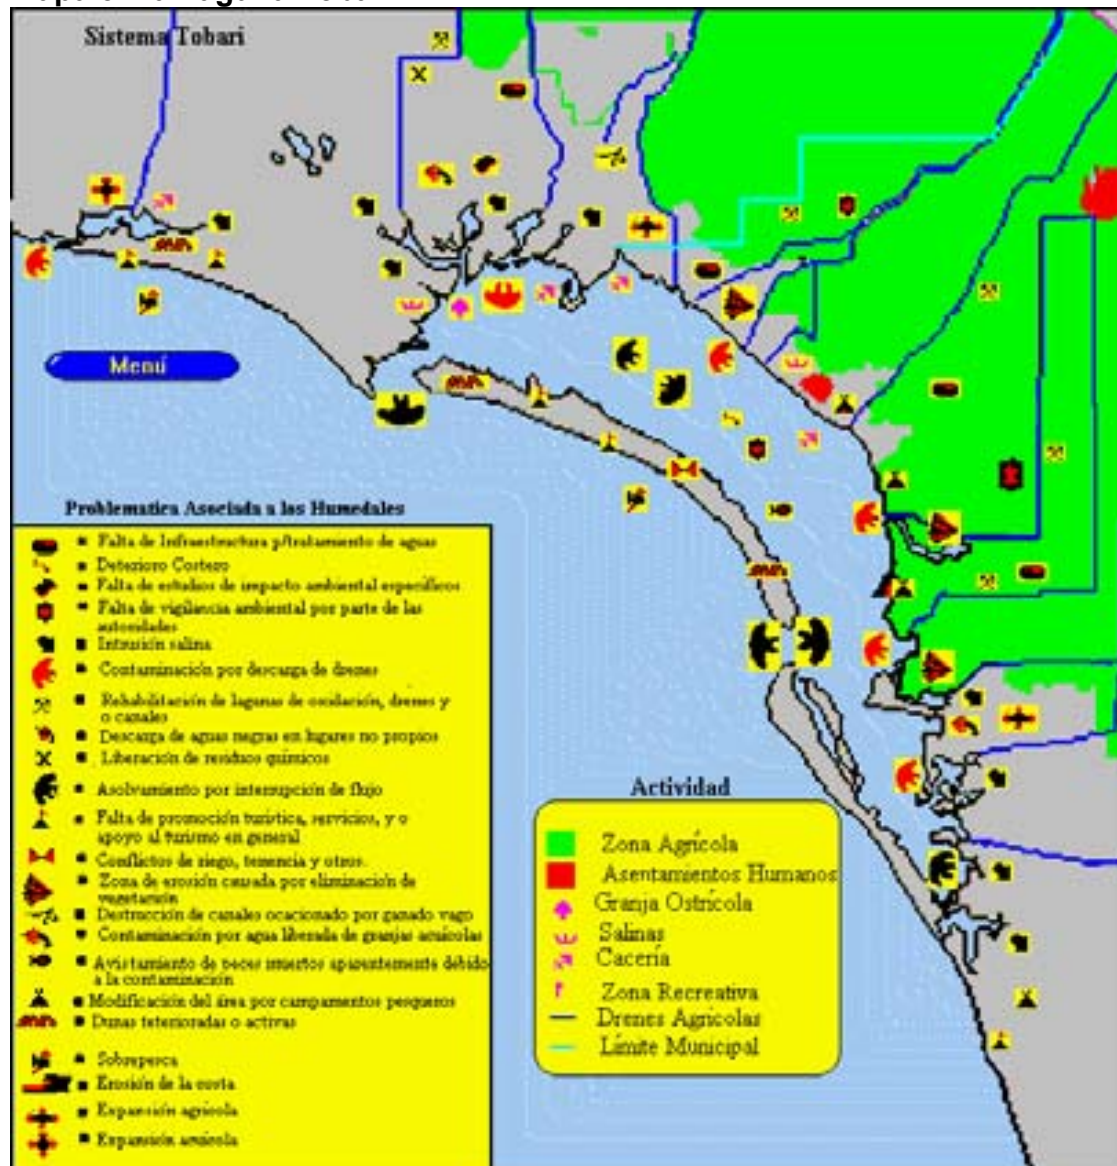 Sistema Tobari
Menú
Problematica Asociada a los Humedales
Falta de Infraestructura p/tratamiento de aguas
Deterioro Costero
Falta de estudios de impacto ambiental específicos
Falta de vigilancia ambiental por parte de las
autoridades
Intrusión salina
Contaminación por descarga de drenes
Rehabilitación de lagunas de oxidación, drenes y
o canales
Descarga de aguas negras en lugares no propios
Liberación de residuos químicos
Asolvamiento por interrupción de flujo
Falta de promoción turística, servicios, y o
apoyo al turismo en general
Conflictos de riego, tenencia y otros.
Zona de erosión causada por eliminación de
vegetación
Destrucción de canales ocacionado por ganado vago
Contaminación por agua liberada de granjas acuícolas
Avistamiento de peces muertos aparentemente debido
a la contaminación
Modificación del área por campamentos pesqueros
Dunas teterioradas o activas
Sobrepesca
Erosión de la costa
Expansión agrícola
Expansión acuícola
Actividad
Zona Agrícola
Asentamientos Humanos
Granja Ostrícola
Salinas
Cacería
Zona Recreativa
Drenes Agrícolas
Límite Municipal